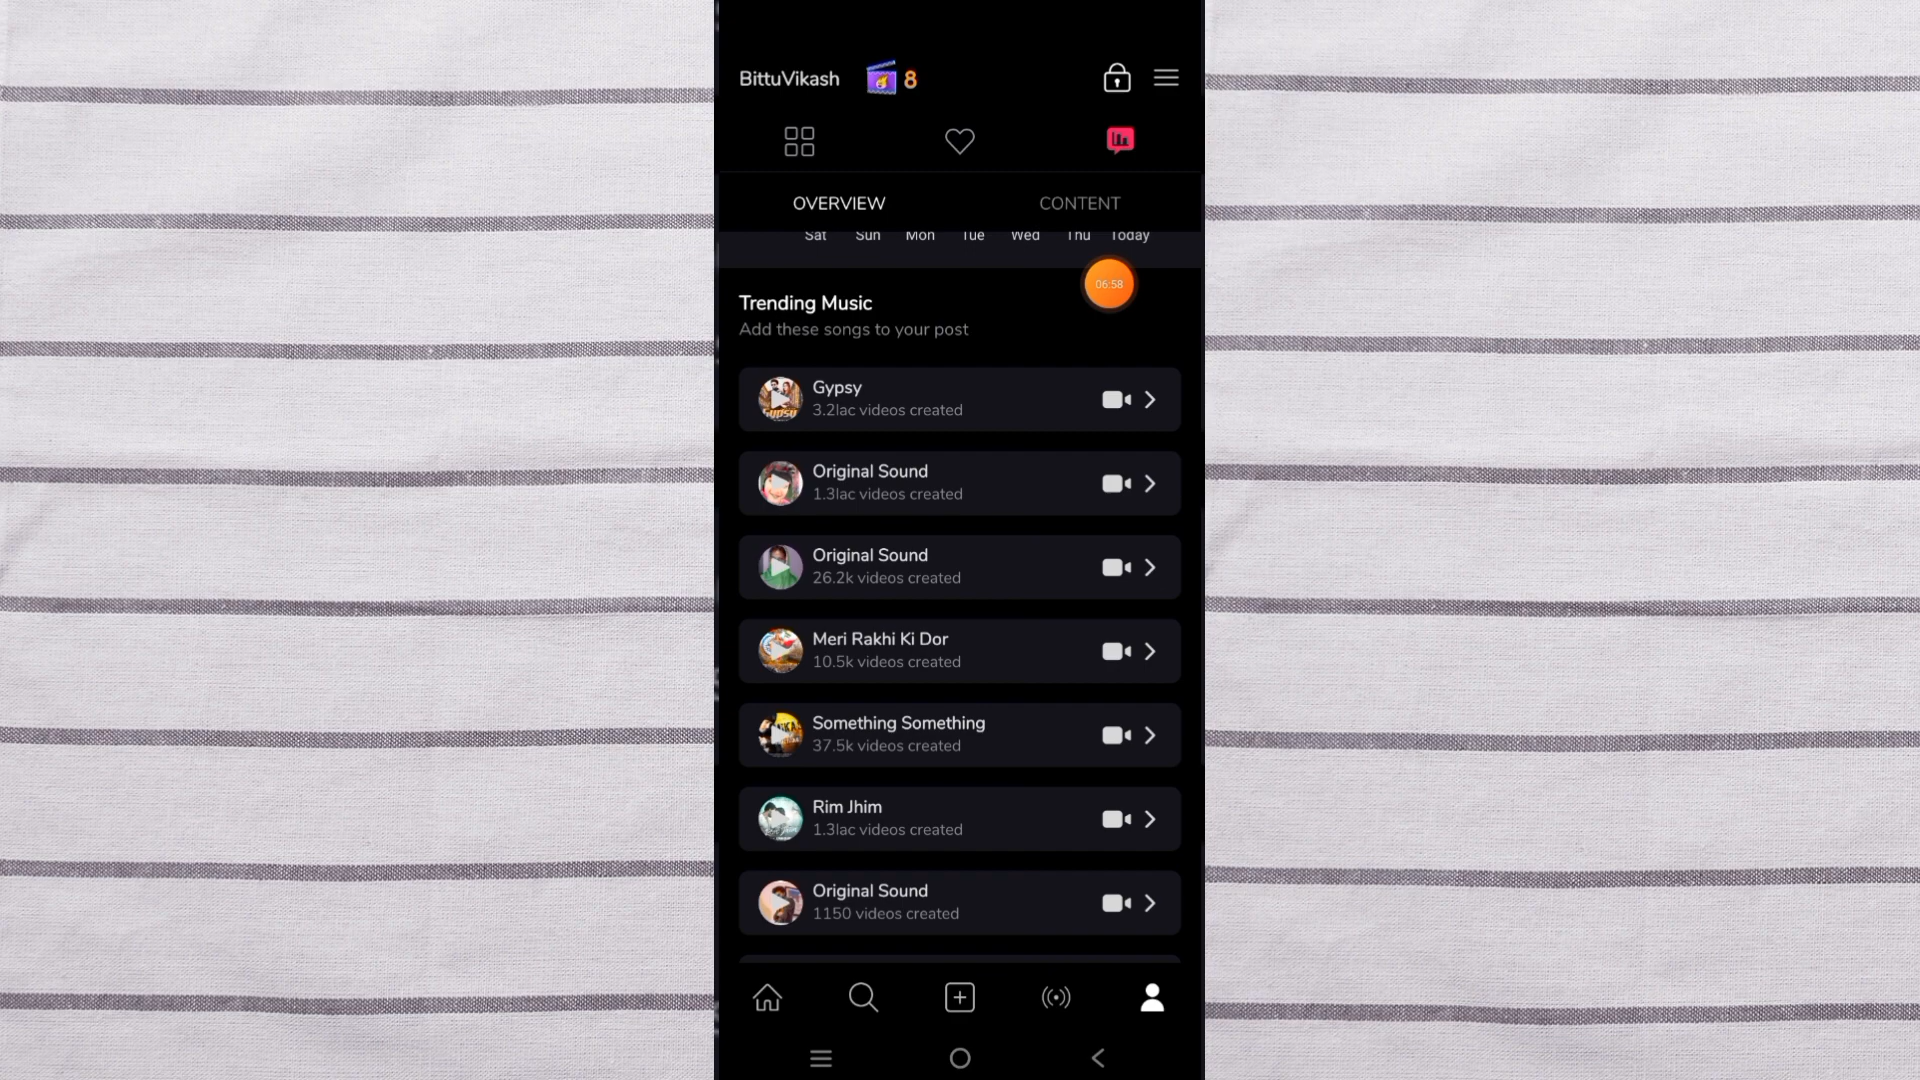 BittuVikash 8
OVERVIEW CONTENT
Sat Sun Mon Tue Wed Thu Today
06:58
Trending Music
Add these songs to your post
Gypsy
3.2lac videos created
Original Sound
1.3lac videos created
Original Sound
26.2k videos created
Meri Rakhi Ki Dor
10.5k videos created
Something Something
37.5k videos created
Rim Jhim
1.3lac videos created
Original Sound
1150 videos created